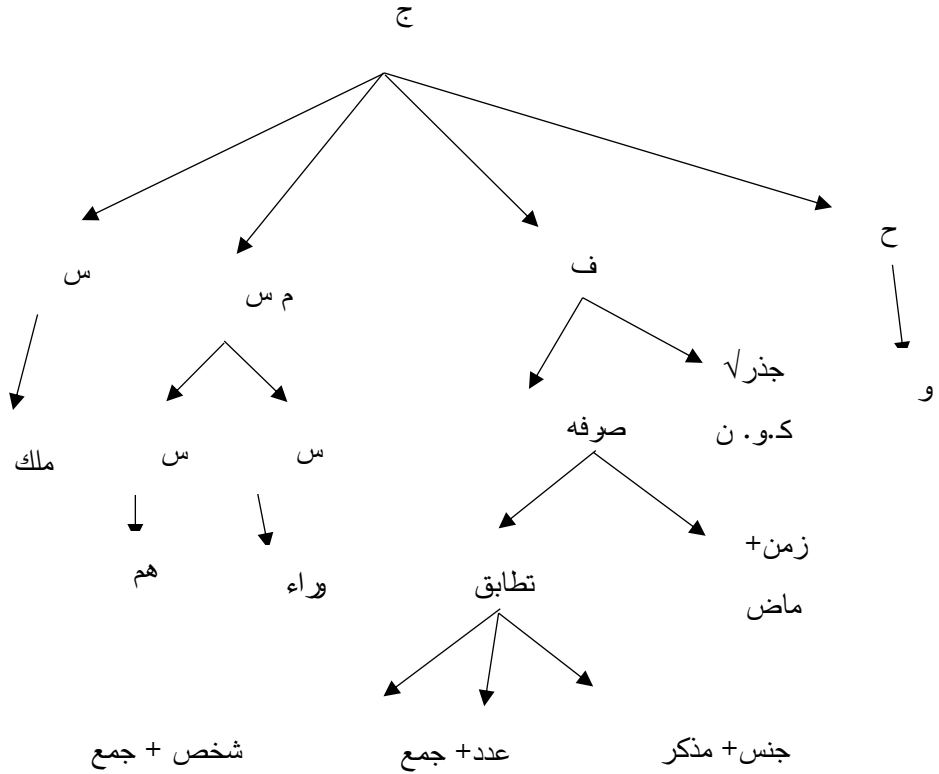 ج
ح
ف
م س
س
و
جذر√
ك.و. ن
صرفه
س
س
ملك
زمن+
ماض
تطابق
وراء
هم
جنس+ مذكر
عدد+ جمع
شخص + جمع